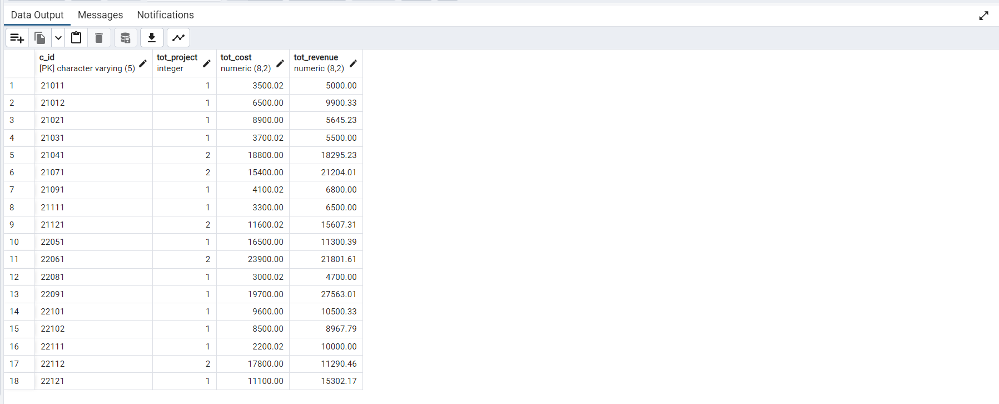 Data Output Messages Notifications
c_id tot_project tot_cost tot_revenue
[PK] character varying (5) integer numeric (8,2) numeric (8,2)
1 21011 1 3500.02 5000.00
2 21012 1 6500.00 9900.33
3 21021 1 8900.00 5645.23
4 21031 1 3700.02 5500.00
5 21041 2 18800.00 18295.23
6 21071 2 15400.00 21204.01
7 21091 1 4100.02 6800.00
8 21111 1 3300.00 6500.00
9 21121 2 11600.02 15607.31
10 22051 1 16500.00 11300.39
11 22061 2 23900.00 21801.61
12 22081 1 3000.02 4700.00
13 22091 1 19700.00 27563.01
14 22101 1 9600.00 10500.33
15 22102 1 8500.00 8967.79
16 22111 1 2200.02 10000.00
17 22112 2 17800.00 11290.46
18 22121 1 11100.00 15302.17